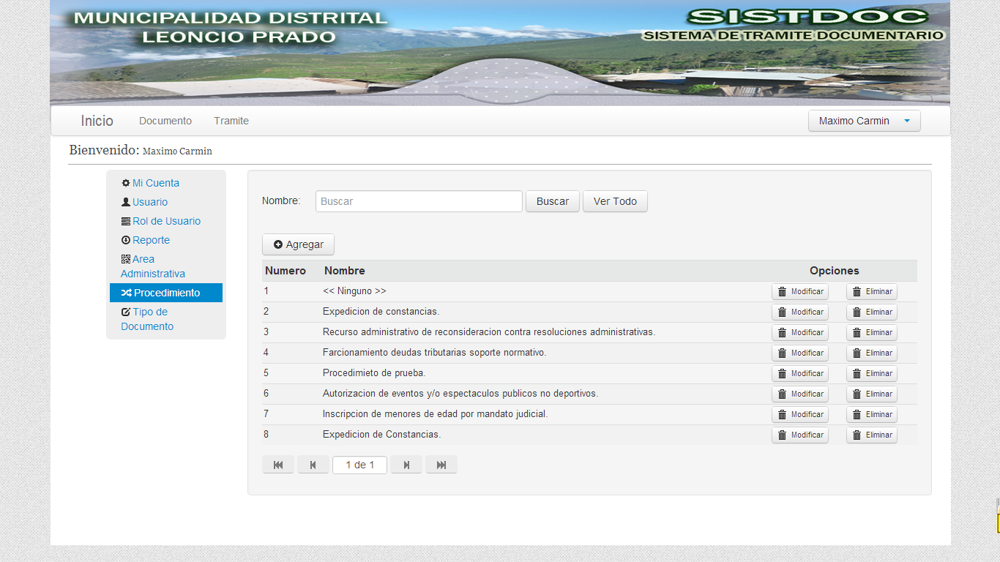 MUNICIPALIDAD DISTRITAL
LEONCIO PRADO
SISTDOC
SISTEMA DE TRAMITE DOCUMENTARIO
Inicio Documento Tramite Maximo Carmin
Bienvenido: Maximo Carmin
Mi Cuenta
Usuario
Rol de Usuario
Reporte
Area
Administrativa
Procedimiento
Tipo de
Documento
Nombre: Buscar Buscar Ver Todo
Agregar
Numero Nombre Opciones
1 << Ninguno >> Modificar Eliminar
2 Expedicion de constancias. Modificar Eliminar
3 Recurso administrativo de reconsideracion contra resoluciones administrativas. Modificar Eliminar
4 Farcionamiento deudas tributarias soporte normativo. Modificar Eliminar
5 Procedimieto de prueba. Modificar Eliminar
6 Autorizacion de eventos y/o espectaculos publicos no deportivos. Modificar Eliminar
7 Inscripcion de menores de edad por mandato judicial. Modificar Eliminar
8 Expedicion de Constancias. Modificar Eliminar
1 de 1